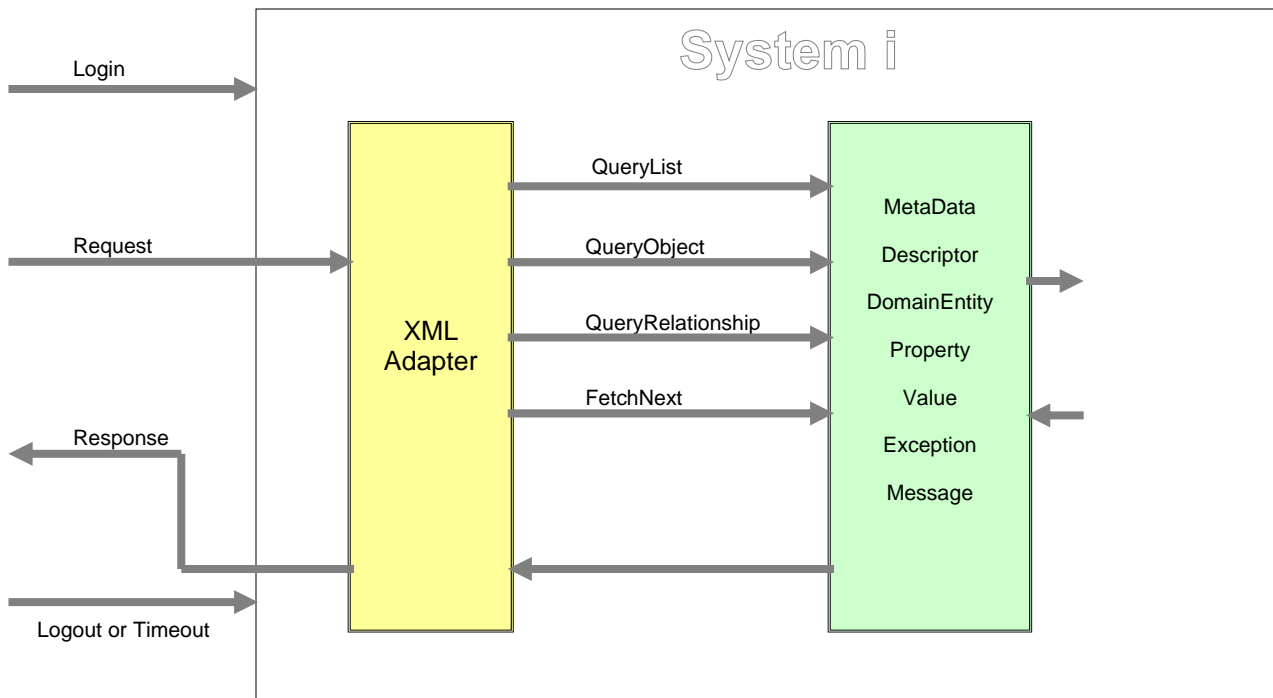 System i
Login
QueryList
MetaData
Request
QueryObject
Descriptor
DomainEntity
XML
Adapter
QueryRelationship
Property
FetchNext
Value
Response
Exception
Message
Logout or Timeout